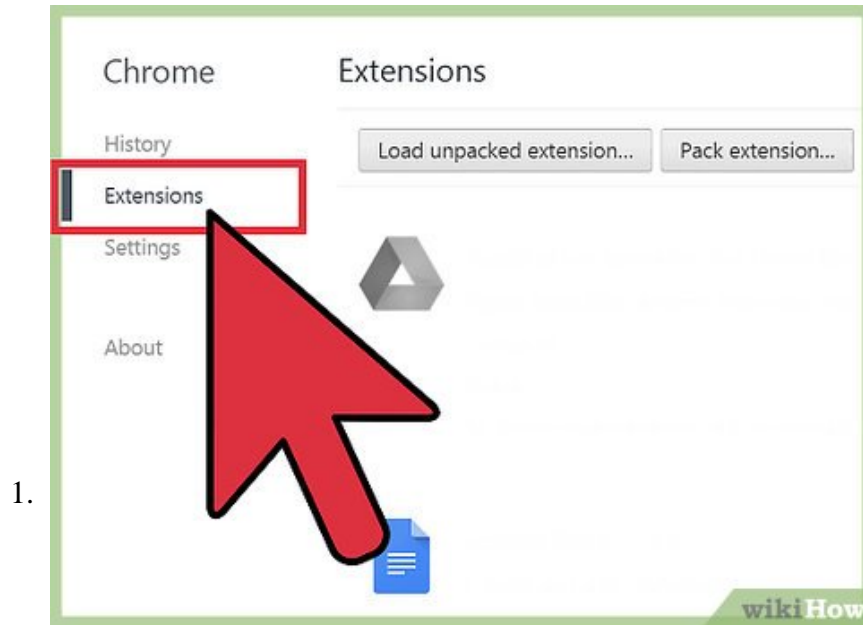 Chrome
Extensions
History
Load unpacked extension...
Pack extension...
Extensions
Settings
About
1.
wikiHow